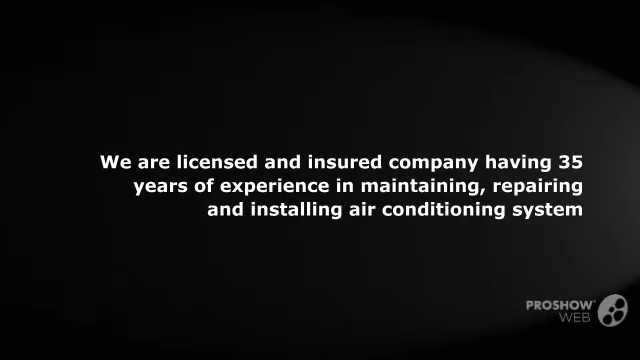 We are licensed and insured company having 35
years of experience in maintaining, repairing
and installing air conditioning system
PROSHOW
WEB